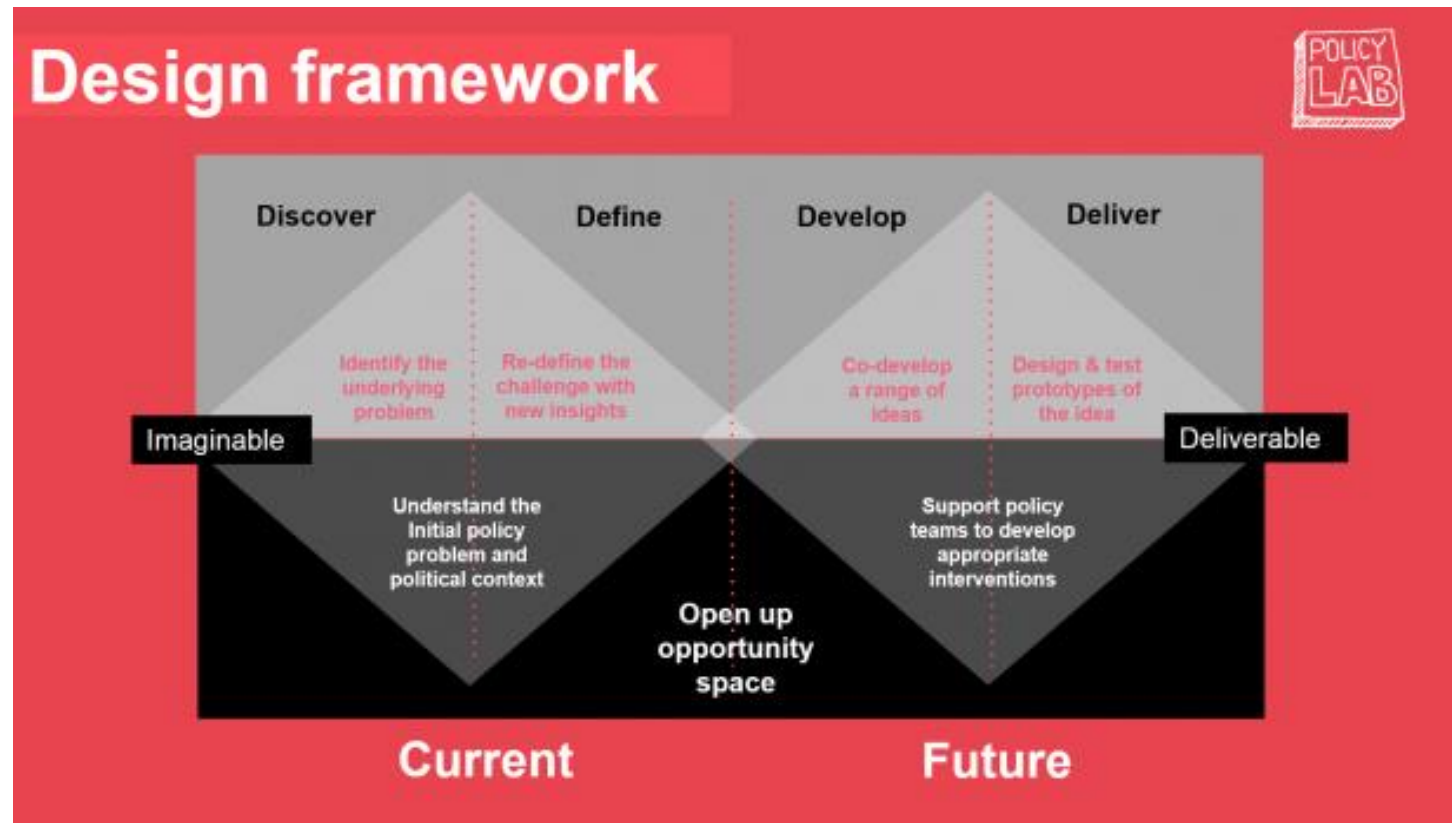 Design framework
POLICY
LAB
Discover
Define
Develop
Deliver
Identify the
underlying
problem
Re-define the
challenge with
new insights
Co-develop
a range of
ideas
Design & test
prototypes of
the idea
Imaginable
Deliverable
Understand the
Initial policy
problem and
political context
Support policy
teams to develop
appropriate
interventions
Open up
opportunity
space
Current
Future